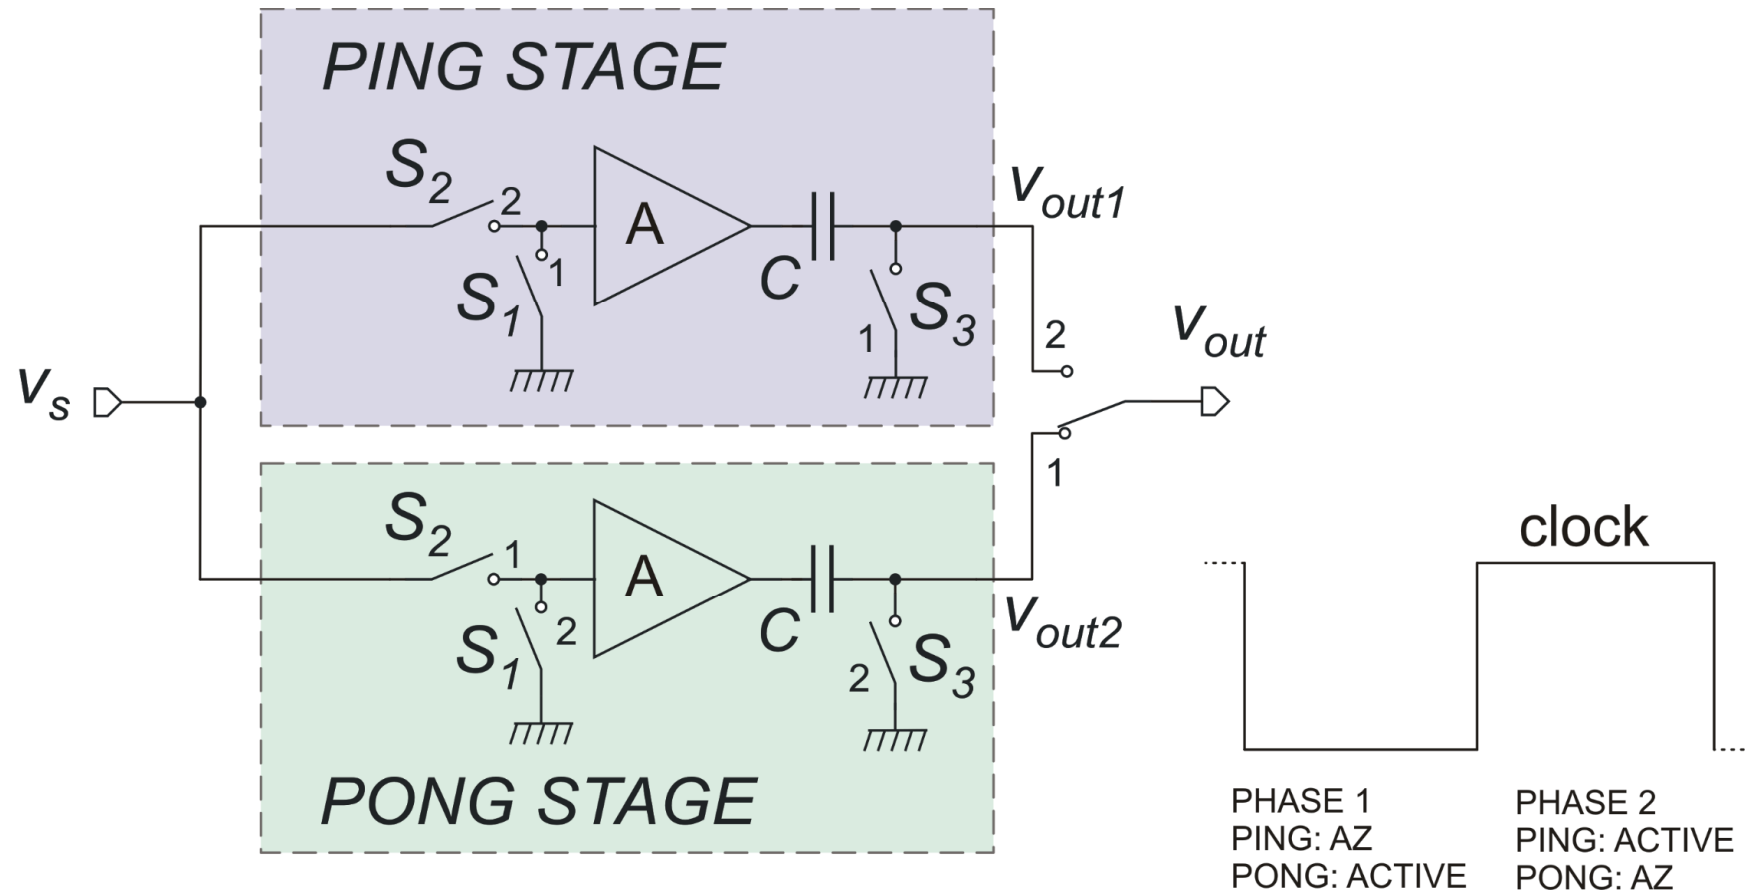 PING STAGE
S2
2
S1
1
A
C
S3
1
vout1
2
vout
vs
1
S2
1
S1
2
A
C
S3
2
vout2
PONG STAGE
clock
PHASE 1
PING: AZ
PONG: ACTIVE
PHASE 2
PING: ACTIVE
PONG: AZ